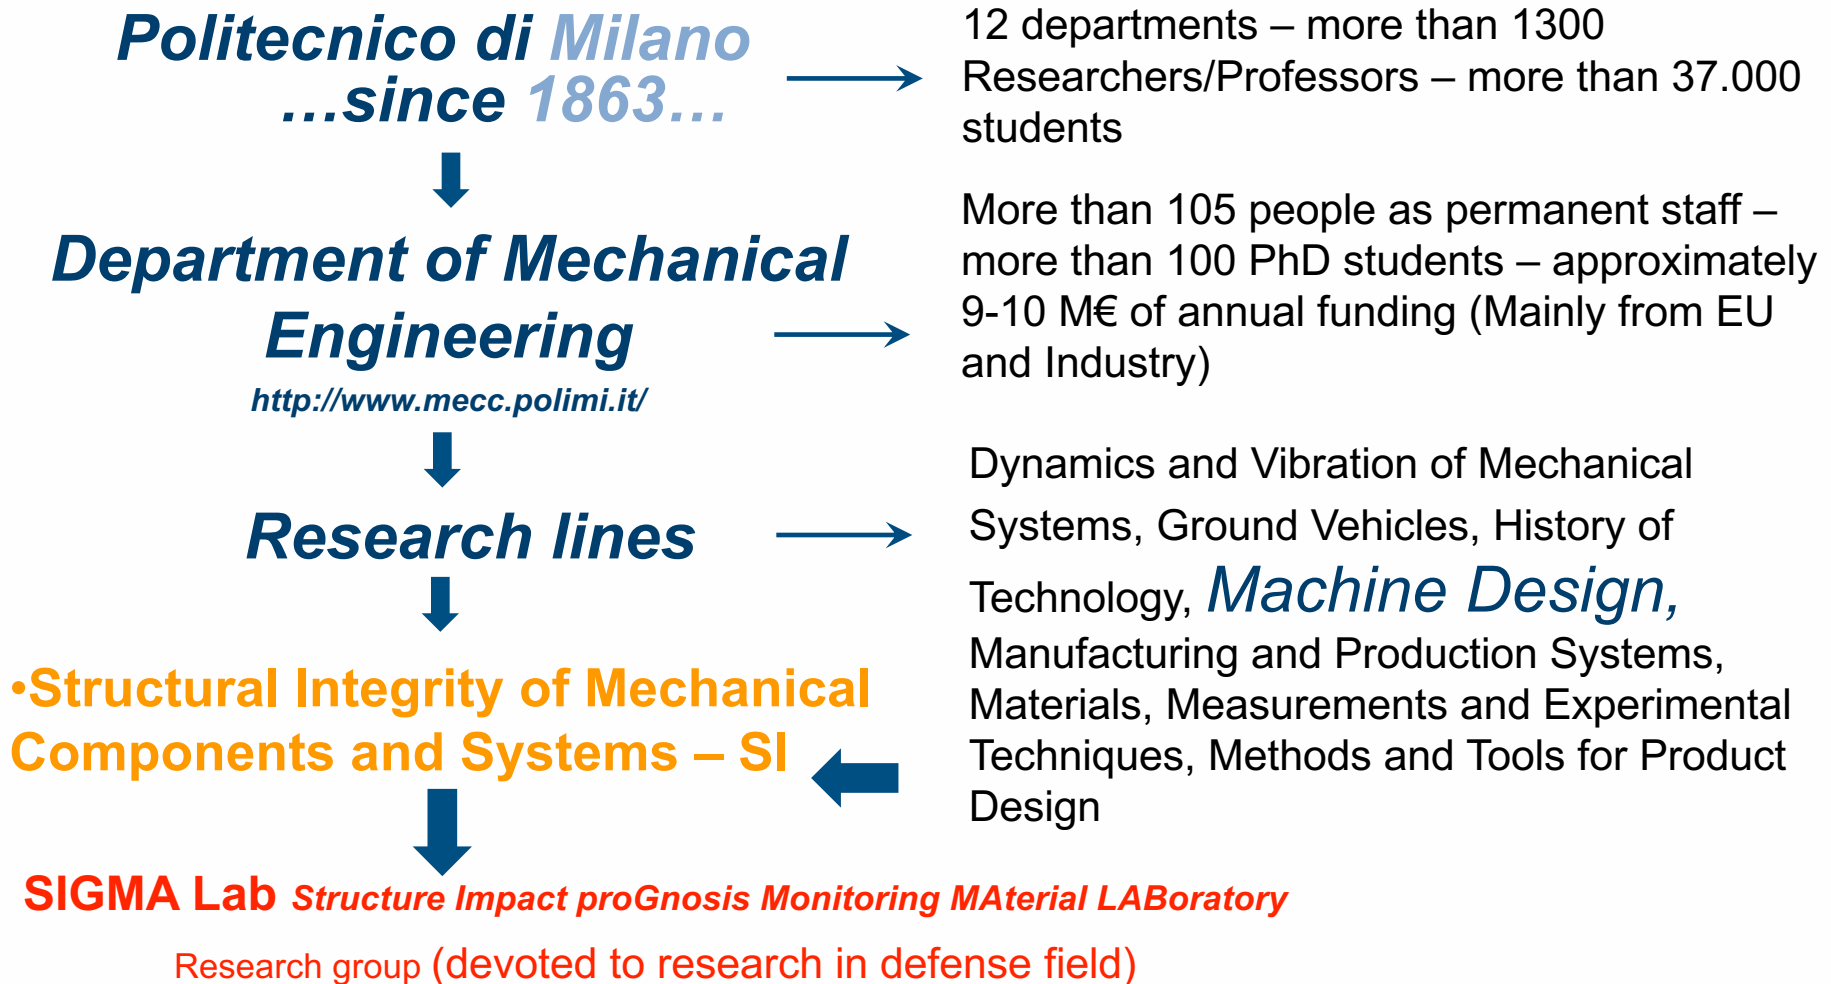 Politecnico di Milano
…since 1863…
12 departments – more than 1300
Researchers/Professors – more than 37.000
students
Department of Mechanical
Engineering
http://www.mecc.polimi.it/
More than 105 people as permanent staff –
more than 100 PhD students – approximately
9-10 M€ of annual funding (Mainly from EU
and Industry)
Research lines
Dynamics and Vibration of Mechanical
Systems, Ground Vehicles, History of
Technology, Machine Design,
Manufacturing and Production Systems,
Materials, Measurements and Experimental
Techniques, Methods and Tools for Product
Design
•Structural Integrity of Mechanical
Components and Systems – SI
SIGMA Lab Structure Impact proGnosis Monitoring MAterial LABoratory
Research group (devoted to research in defense field)